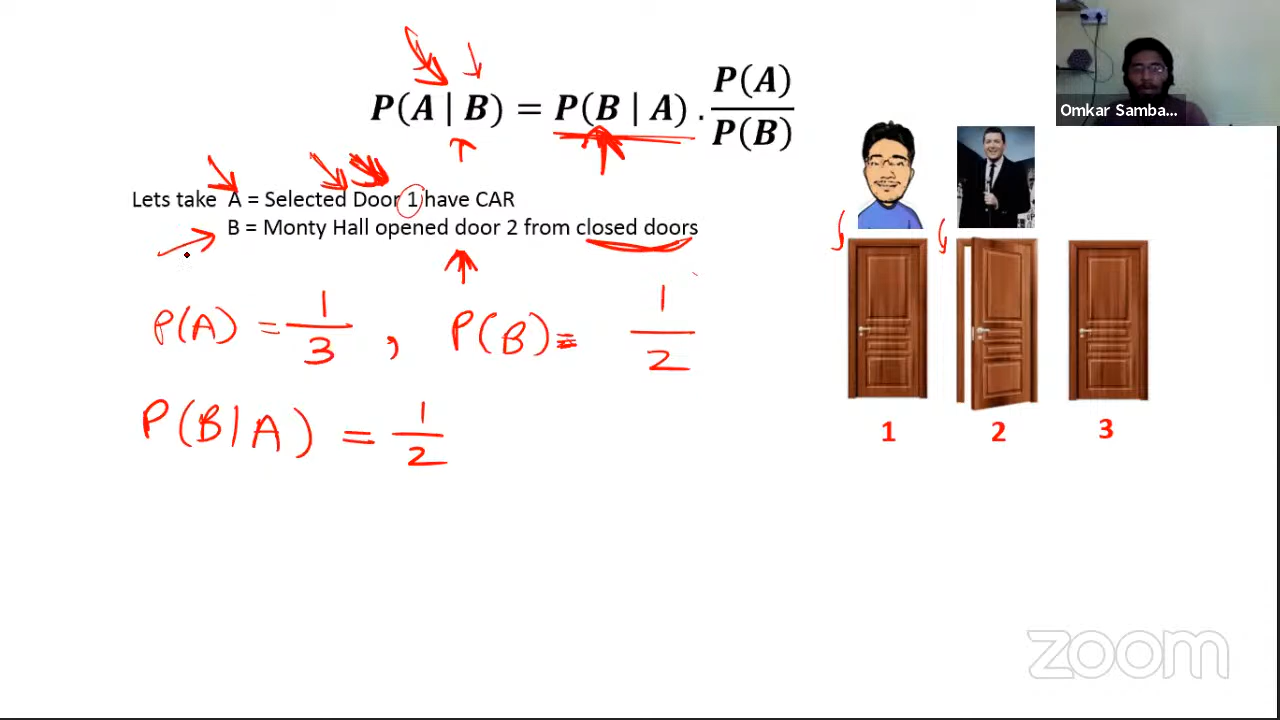 P(A | B) = P(B | A) . P(A) / P(B)
Omkar Samba...
Lets take A = Selected Door 1 have CAR
B = Monty Hall opened door 2 from closed doors
P(A) = 1/3 , P(B) = 1/2
P(B|A) = 1/2
1 2 3
zoom